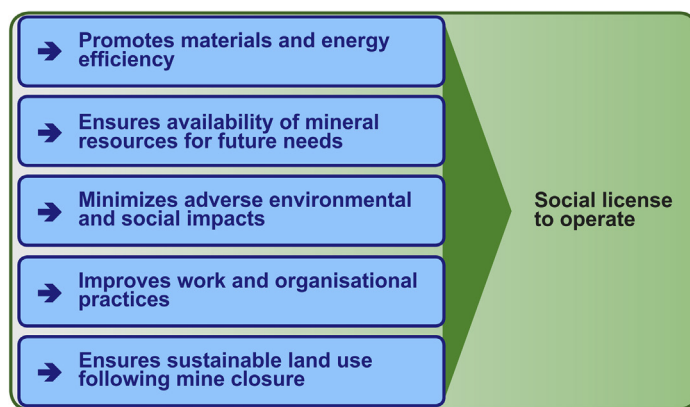 Promotes materials and energy
efficiency
Ensures availability of mineral
resources for future needs
Minimizes adverse environmental
and social impacts
Improves work and organisational
practices
Ensures sustainable land use
following mine closure
Social license
to operate